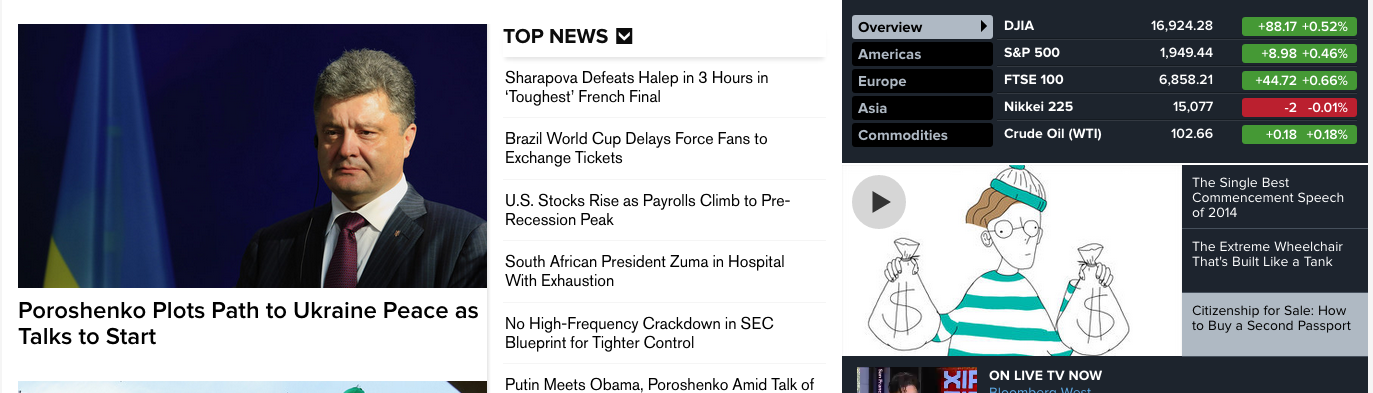 Poroshenko Plots Path to Ukraine Peace as
Talks to Start
TOP NEWS
Sharapova Defeats Halep in 3 Hours in
‘Toughest’ French Final
Brazil World Cup Delays Force Fans to
Exchange Tickets
U.S. Stocks Rise as Payrolls Climb to Pre-
Recession Peak
South African President Zuma in Hospital
With Exhaustion
No High-Frequency Crackdown in SEC
Blueprint for Tighter Control
Putin Meets Obama, Poroshenko Amid Talk of
Overview
Americas
Europe
Asia
Commodities
DJIA 16,924.28 +88.17 +0.52%
S&P 500 1,949.44 +8.98 +0.46%
FTSE 100 6,858.21 +44.72 +0.66%
Nikkei 225 15,077 -2 -0.01%
Crude Oil (WTI) 102.66 +0.18 +0.18%
$ $
The Single Best
Commencement Speech
of 2014
The Extreme Wheelchair
That's Built Like a Tank
Citizenship for Sale: How
to Buy a Second Passport
ON LIVE TV NOW
Bloomberg West